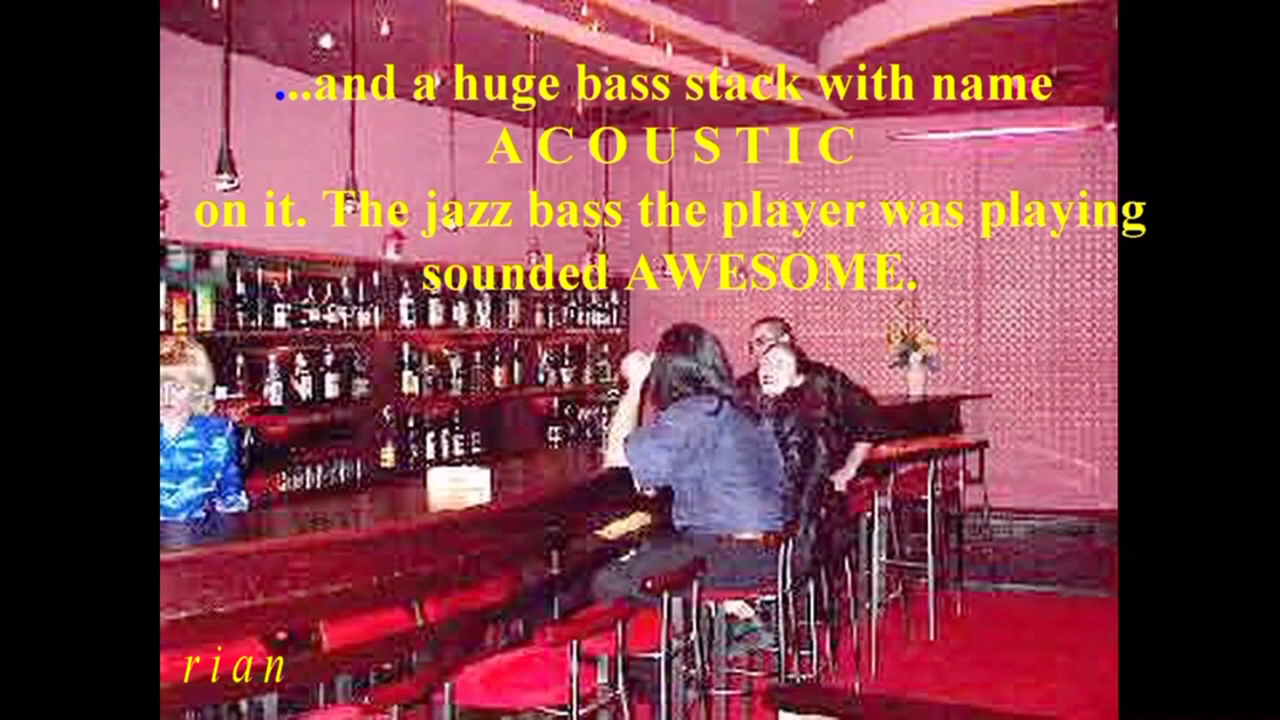 ...and a huge bass stack with name
A C O U S T I C
on it. The jazz bass the player was playing
sounded AWESOME.
r i a n